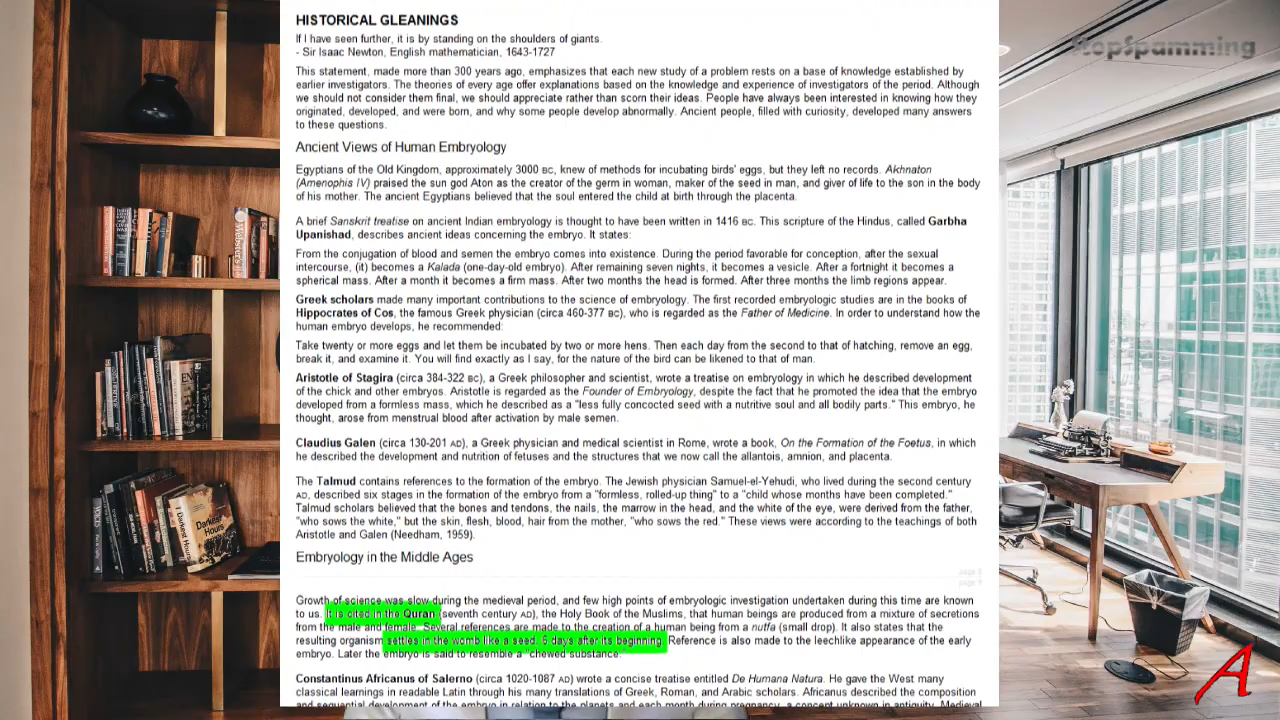 HISTORICAL GLEANINGS
StopSpamming
If I have seen further, it is by standing on the shoulders of giants.
- Sir Isaac Newton, English mathematician, 1643-1727
This statement, made more than 300 years ago, emphasizes that each new study of a problem rests on a base of knowledge established by
earlier investigators. The theories of every age offer explanations based on the knowledge and experience of investigators of the period. Although
we should not consider them final, we should appreciate rather than scorn their ideas. People have always been interested in knowing how they
originated, developed, and were born, and why some people develop abnormally. Ancient people, filled with curiosity, developed many answers
to these questions.
Ancient Views of Human Embryology
Egyptians of the Old Kingdom, approximately 3000 BC, knew of methods for incubating birds' eggs, but they left no records. Akhnaton
(Amenophis IV) praised the sun god Aton as the creator of the germ in woman, maker of the seed in man, and giver of life to the son in the body
of his mother. The ancient Egyptians believed that the soul entered the child at birth through the placenta.
A brief Sanskrit treatise on ancient Indian embryology is thought to have been written in 1416 BC. This scripture of the Hindus, called Garbha
Upanishad, describes ancient ideas concerning the embryo. It states:
From the conjugation of blood and semen the embryo comes into existence. During the period favorable for conception, after the sexual
intercourse, (it) becomes a Kalada (one-day-old embryo). After remaining seven nights, it becomes a vesicle. After a fortnight it becomes a
spherical mass. After a month it becomes a firm mass. After two months the head is formed. After three months the limb regions appear.
Greek scholars made many important contributions to the science of embryology. The first recorded embryologic studies are in the books of
Hippocrates of Cos, the famous Greek physician (circa 460-377 BC), who is regarded as the Father of Medicine. In order to understand how the
human embryo develops, he recommended:
Take twenty or more eggs and let them be incubated by two or more hens. Then each day from the second to that of hatching, remove an egg,
break it, and examine it. You will find exactly as I say, for the nature of the bird can be likened to that of man.
Aristotle of Stagira (circa 384-322 BC), a Greek philosopher and scientist, wrote a treatise on embryology in which he described development
of the chick and other embryos. Aristotle is regarded as the Founder of Embryology, despite the fact that he promoted the idea that the embryo
developed from a formless mass, which he described as a "less fully concocted seed with a nutritive soul and all bodily parts." This embryo, he
thought, arose from menstrual blood after activation by male semen.
Claudius Galen (circa 130-201 AD), a Greek physician and medical scientist in Rome, wrote a book, On the Formation of the Foetus, in which
he described the development and nutrition of fetuses and the structures that we now call the allantois, amnion, and placenta.
The Talmud contains references to the formation of the embryo. The Jewish physician Samuel-el-Yehudi, who lived during the second century
AD, described six stages in the formation of the embryo from a "formless, rolled-up thing" to a "child whose months have been completed."
Talmud scholars believed that the bones and tendons, the nails, the marrow in the head, and the white of the eye, were derived from the father,
"who sows the white," but the skin, flesh, blood, hair from the mother, "who sows the red." These views were according to the teachings of both
Aristotle and Galen (Needham, 1959).
Embryology in the Middle Ages
page 8
page 9
Growth of science was slow during the medieval period, and few high points of embryologic investigation undertaken during this time are known
to us. It is cited in the Quran (seventh century AD), the Holy Book of the Muslims, that human beings are produced from a mixture of secretions
from the male and female. Several references are made to the creation of a human being from a nutfa (small drop). It also states that the
resulting organism settles in the womb like a seed, 6 days after its beginning. Reference is also made to the leechlike appearance of the early
embryo. Later the embryo is said to resemble a "chewed substance."
Constantinus Africanus of Salerno (circa 1020-1087 AD) wrote a concise treatise entitled De Humana Natura. He gave the West many
classical learnings in readable Latin through his many translations of Greek, Roman, and Arabic scholars. Africanus described the composition
and sequential development of the embryo in relation to the planets and each month during pregnancy, a concept unknown in antiquity. Medieval
Darkest Hours
A